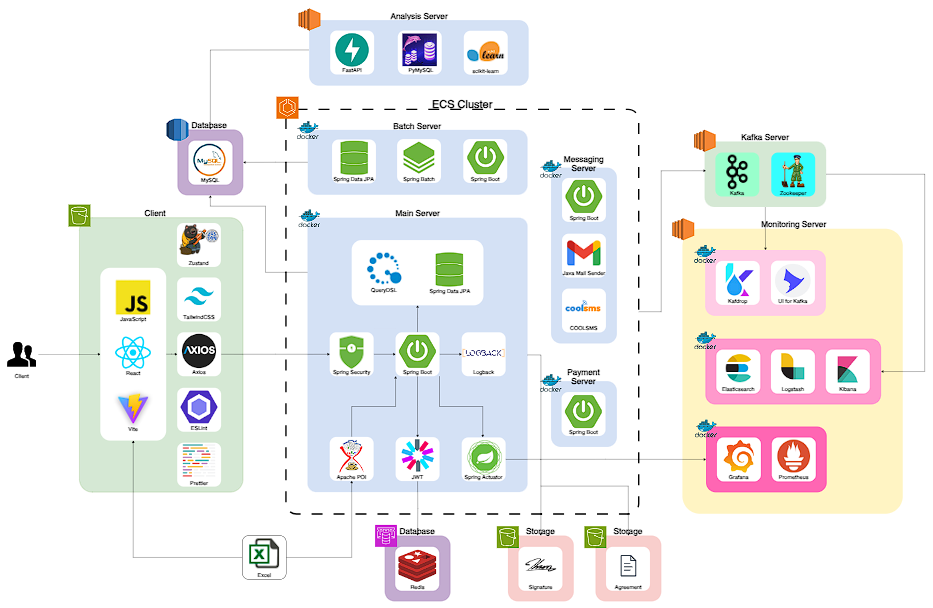 Analysis Server
FastAPI
PyMySQL
learn
scikit-learn
ECS Cluster
Database
MySQL
MySQL
docker
Batch Server
Spring Data JPA
Spring Batch
Spring Boot
docker
Messaging Server
Spring Boot
Java Mail Sender
coolsms
COOLSMS
Kafka Server
Kafka
Zookeeper
Client
Zustand
JS
JavaScript
TailwindCSS
React
AXIOS
Axios
Vite
ESLint
Prettier
Client
docker
Main Server
QueryDSL
Spring Data JPA
Spring Security
Spring Boot
LOGBACK
Logback
Apache POI
JWT
Spring Actuator
docker
Payment Server
Spring Boot
Monitoring Server
docker
Kafdrop
UI for Kafka
docker
Elasticsearch
Logstash
Kibana
docker
Grafana
Prometheus
Excel
Database
Redis
Storage
Signature
Storage
Agreement